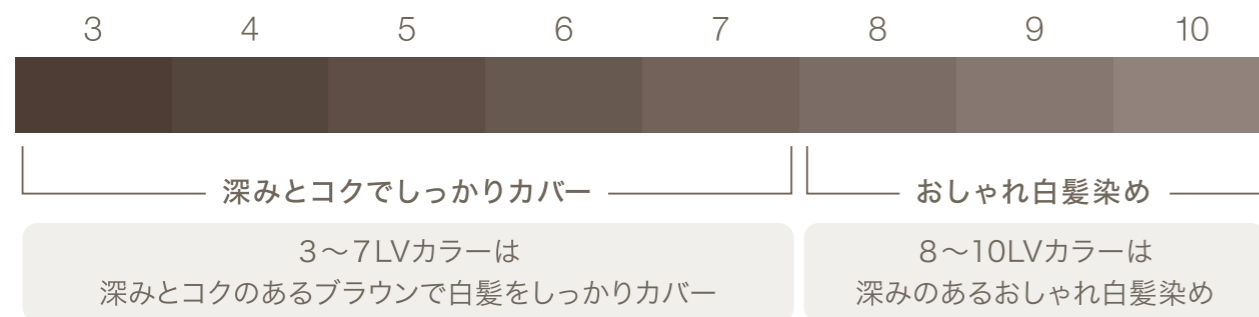 3 4 5 6 7 8 9 10
深みとコクでしっかりカバー
おしゃれ白髪染め
3〜7LVカラーは
深みとコクのあるブラウンで白髪をしっかりカバー
8〜10LVカラーは
深みのあるおしゃれ白髪染め